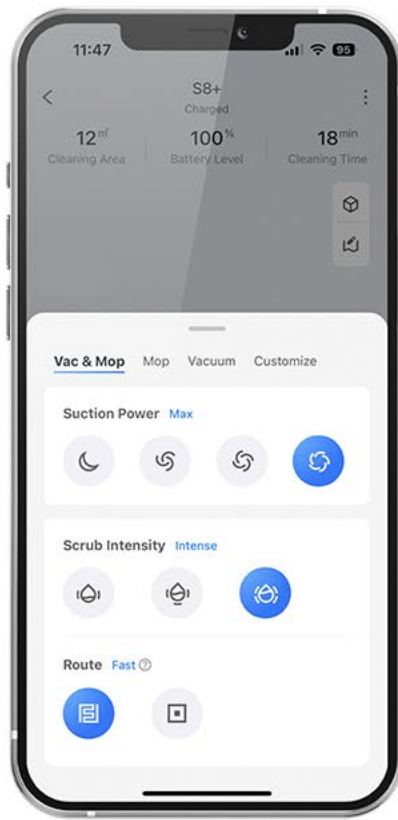 11:47
95
S8+
Charged
12㎡ 100% 18min
Cleaning Area Battery Level Cleaning Time
Vac & Mop Mop Vacuum Customize
Suction Power Max
Scrub Intensity Intense
Route Fast ?